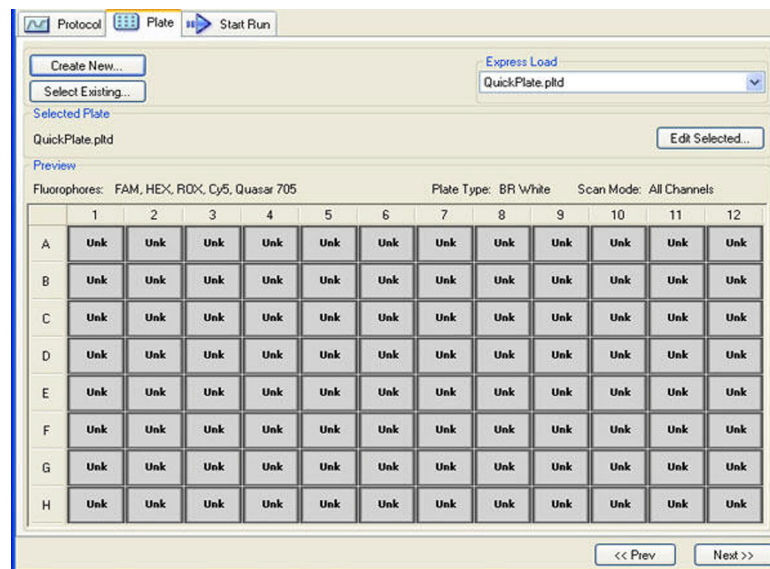 Protocol Plate Start Run
Create New... Express Load
QuickPlate.pltd
Select Existing...
Selected Plate
QuickPlate.pltd Edit Selected...
Preview
Fluorophores: FAM, HEX, ROX, Cy5, Quasar 705 Plate Type: BR White Scan Mode: All Channels
1 2 3 4 5 6 7 8 9 10 11 12
A Unk Unk Unk Unk Unk Unk Unk Unk Unk Unk Unk Unk
B Unk Unk Unk Unk Unk Unk Unk Unk Unk Unk Unk Unk
C Unk Unk Unk Unk Unk Unk Unk Unk Unk Unk Unk Unk
D Unk Unk Unk Unk Unk Unk Unk Unk Unk Unk Unk Unk
E Unk Unk Unk Unk Unk Unk Unk Unk Unk Unk Unk Unk
F Unk Unk Unk Unk Unk Unk Unk Unk Unk Unk Unk Unk
G Unk Unk Unk Unk Unk Unk Unk Unk Unk Unk Unk Unk
H Unk Unk Unk Unk Unk Unk Unk Unk Unk Unk Unk Unk
<< Prev Next >>